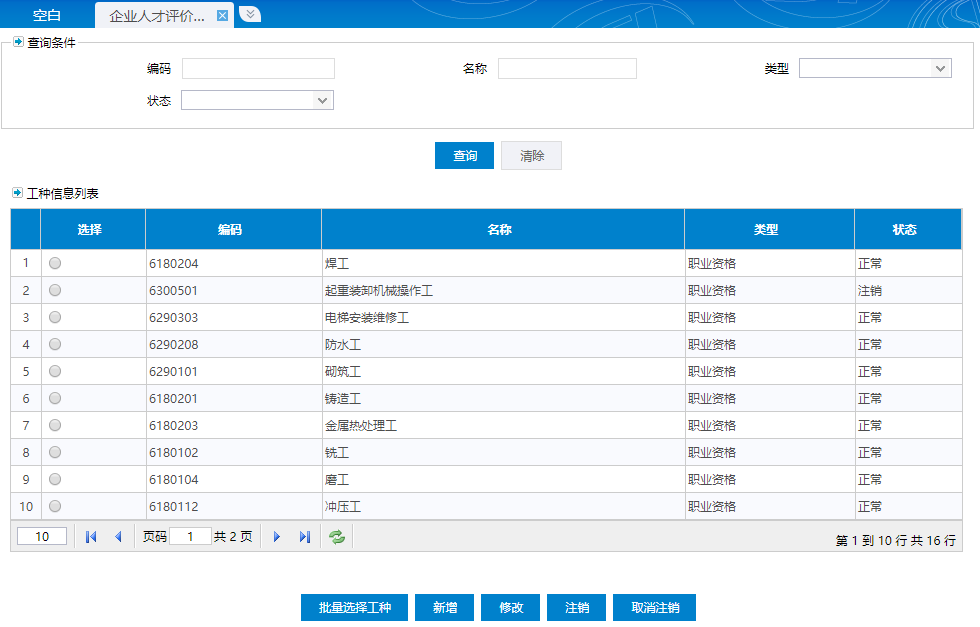 空白 企业人才评价...
查询条件
编码 名称 类型
状态
查询 清除
工种信息列表
选择 编码 名称 类型 状态
1 6180204 焊工 职业资格 正常
2 6300501 起重装卸机械操作工 职业资格 注销
3 6290303 电梯安装维修工 职业资格 正常
4 6290208 防水工 职业资格 正常
5 6290101 砌筑工 职业资格 正常
6 6180201 铸造工 职业资格 正常
7 6180203 金属热处理工 职业资格 正常
8 6180102 铣工 职业资格 正常
9 6180104 磨工 职业资格 正常
10 6180112 冲压工 职业资格 正常
10 页码 1 共 2 页 第 1 到 10 行 共 16 行
批量选择工种 新增 修改 注销 取消注销